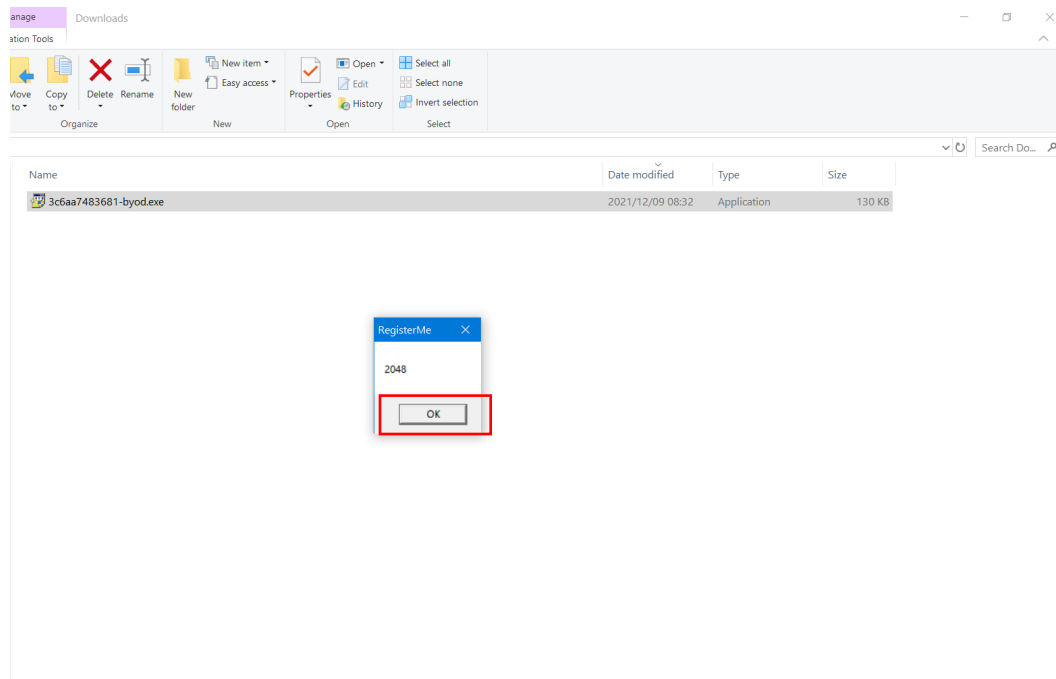 anage
Downloads
ation Tools
Move to
Copy to
Delete
Rename
New folder
New item
Easy access
Properties
Open
Edit
History
Select all
Select none
Invert selection
Organize
New
Open
Select
Search Do...
Name
Date modified
Type
Size
3c6aa7483681-byod.exe
2021/12/09 08:32
Application
130 KB
RegisterMe
2048
OK